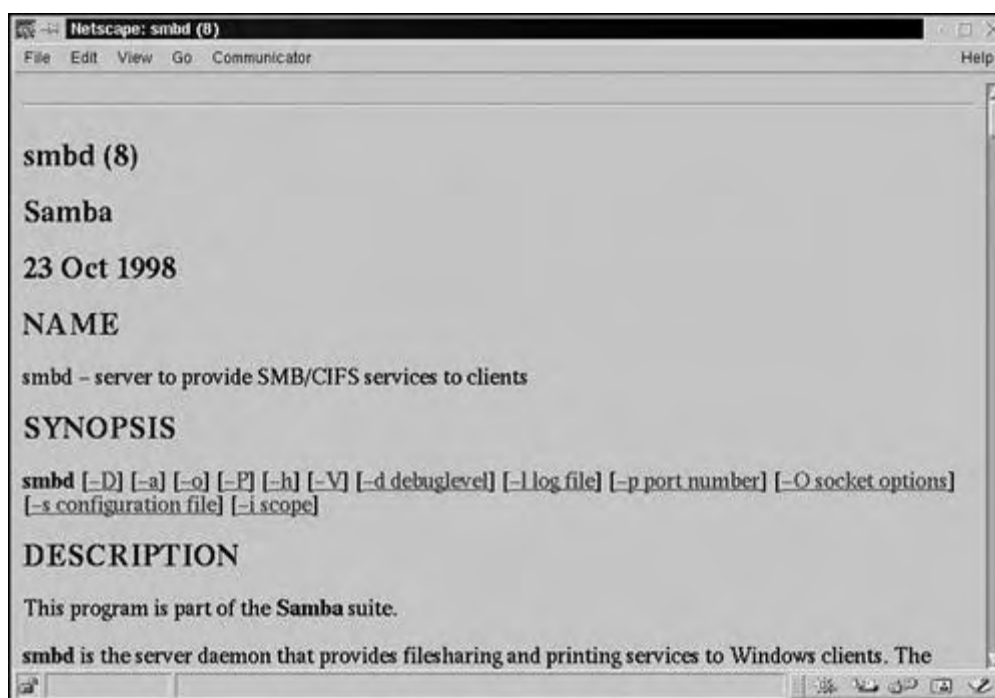 Netscape: smbd (8)
File Edit View Go Communicator Help
smbd (8)
Samba
23 Oct 1998
NAME
smbd – server to provide SMB/CIFS services to clients
SYNOPSIS
smbd [–D] [–a] [–o] [–P] [–h] [–V] [–d debuglevel] [–l log file] [–p port number] [–O socket options]
[–s configuration file] [–i scope]
DESCRIPTION
This program is part of the Samba suite.
smbd is the server daemon that provides filesharing and printing services to Windows clients. The